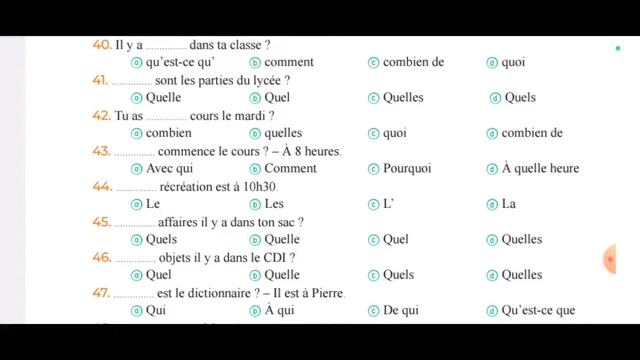 40. Il y a ............... dans ta classe ?
ⓐ qu'est-ce qu' ⓑ comment ⓒ combien de ⓓ quoi
41. ............... sont les parties du lycée ?
ⓐ Quelle ⓑ Quel ⓒ Quelles ⓓ Quels
42. Tu as ............... cours le mardi ?
ⓐ combien ⓑ quelles ⓒ quoi ⓓ combien de
43. ............... commence le cours ? – À 8 heures.
ⓐ Avec qui ⓑ Comment ⓒ Pourquoi ⓓ À quelle heure
44. ............... récréation est à 10h30.
ⓐ Le ⓑ Les ⓒ L' ⓓ La
45. ............... affaires il y a dans ton sac ?
ⓐ Quels ⓑ Quelle ⓒ Quel ⓓ Quelles
46. ............... objets il y a dans le CDI ?
ⓐ Quel ⓑ Quelle ⓒ Quels ⓓ Quelles
47. ............... est le dictionnaire ? – Il est à Pierre.
ⓐ Qui ⓑ À qui ⓒ De qui ⓓ Qu'est-ce que